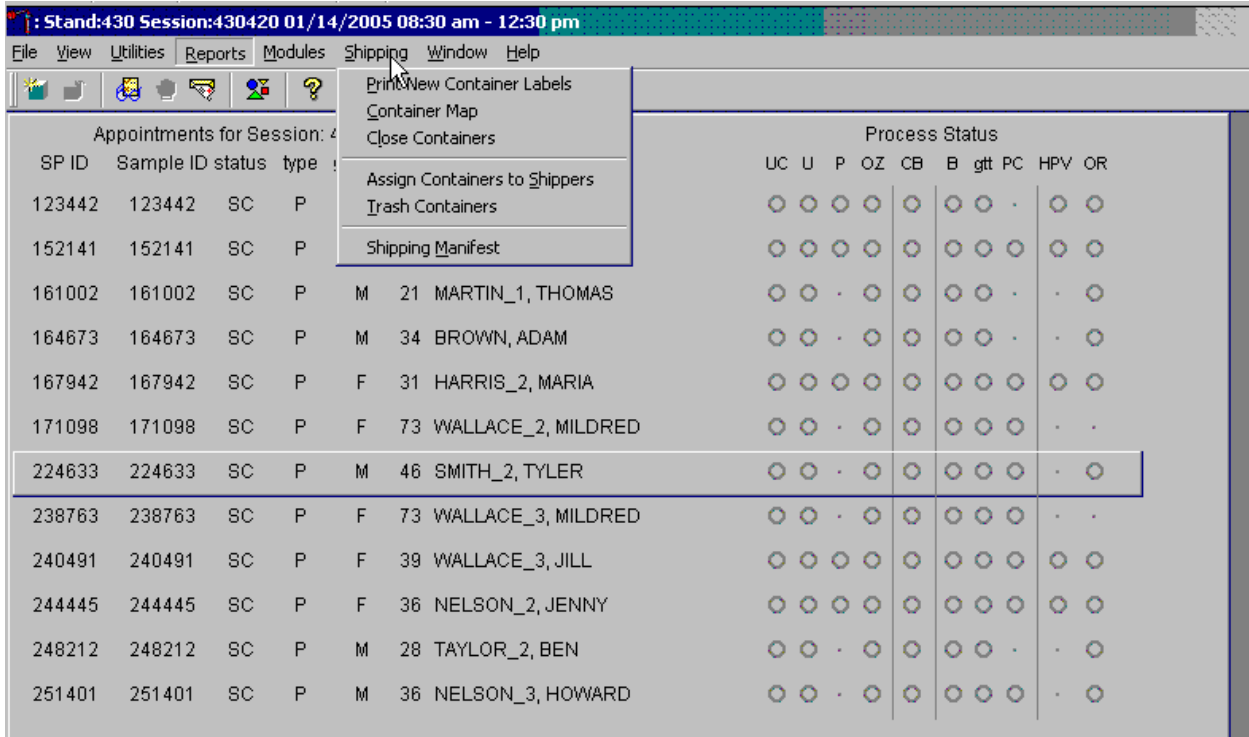 : Stand:430 Session:430420 01/14/2005 08:30 am - 12:30 pm
File View Utilities Reports Modules Shipping Window Help
Print New Container Labels
Container Map
Close Containers
Assign Containers to Shippers
Trash Containers
Shipping Manifest
Appointments for Session: Process Status
SP ID Sample ID status type UC U P OZ CB B gtt PC HPV OR
123442 123442 SC P
152141 152141 SC P
161002 161002 SC P M 21 MARTIN_1, THOMAS
164673 164673 SC P M 34 BROWN, ADAM
167942 167942 SC P F 31 HARRIS_2, MARIA
171098 171098 SC P F 73 WALLACE_2, MILDRED
224633 224633 SC P M 46 SMITH_2, TYLER
238763 238763 SC P F 73 WALLACE_3, MILDRED
240491 240491 SC P F 39 WALLACE_3, JILL
244445 244445 SC P F 36 NELSON_2, JENNY
248212 248212 SC P M 28 TAYLOR_2, BEN
251401 251401 SC P M 36 NELSON_3, HOWARD